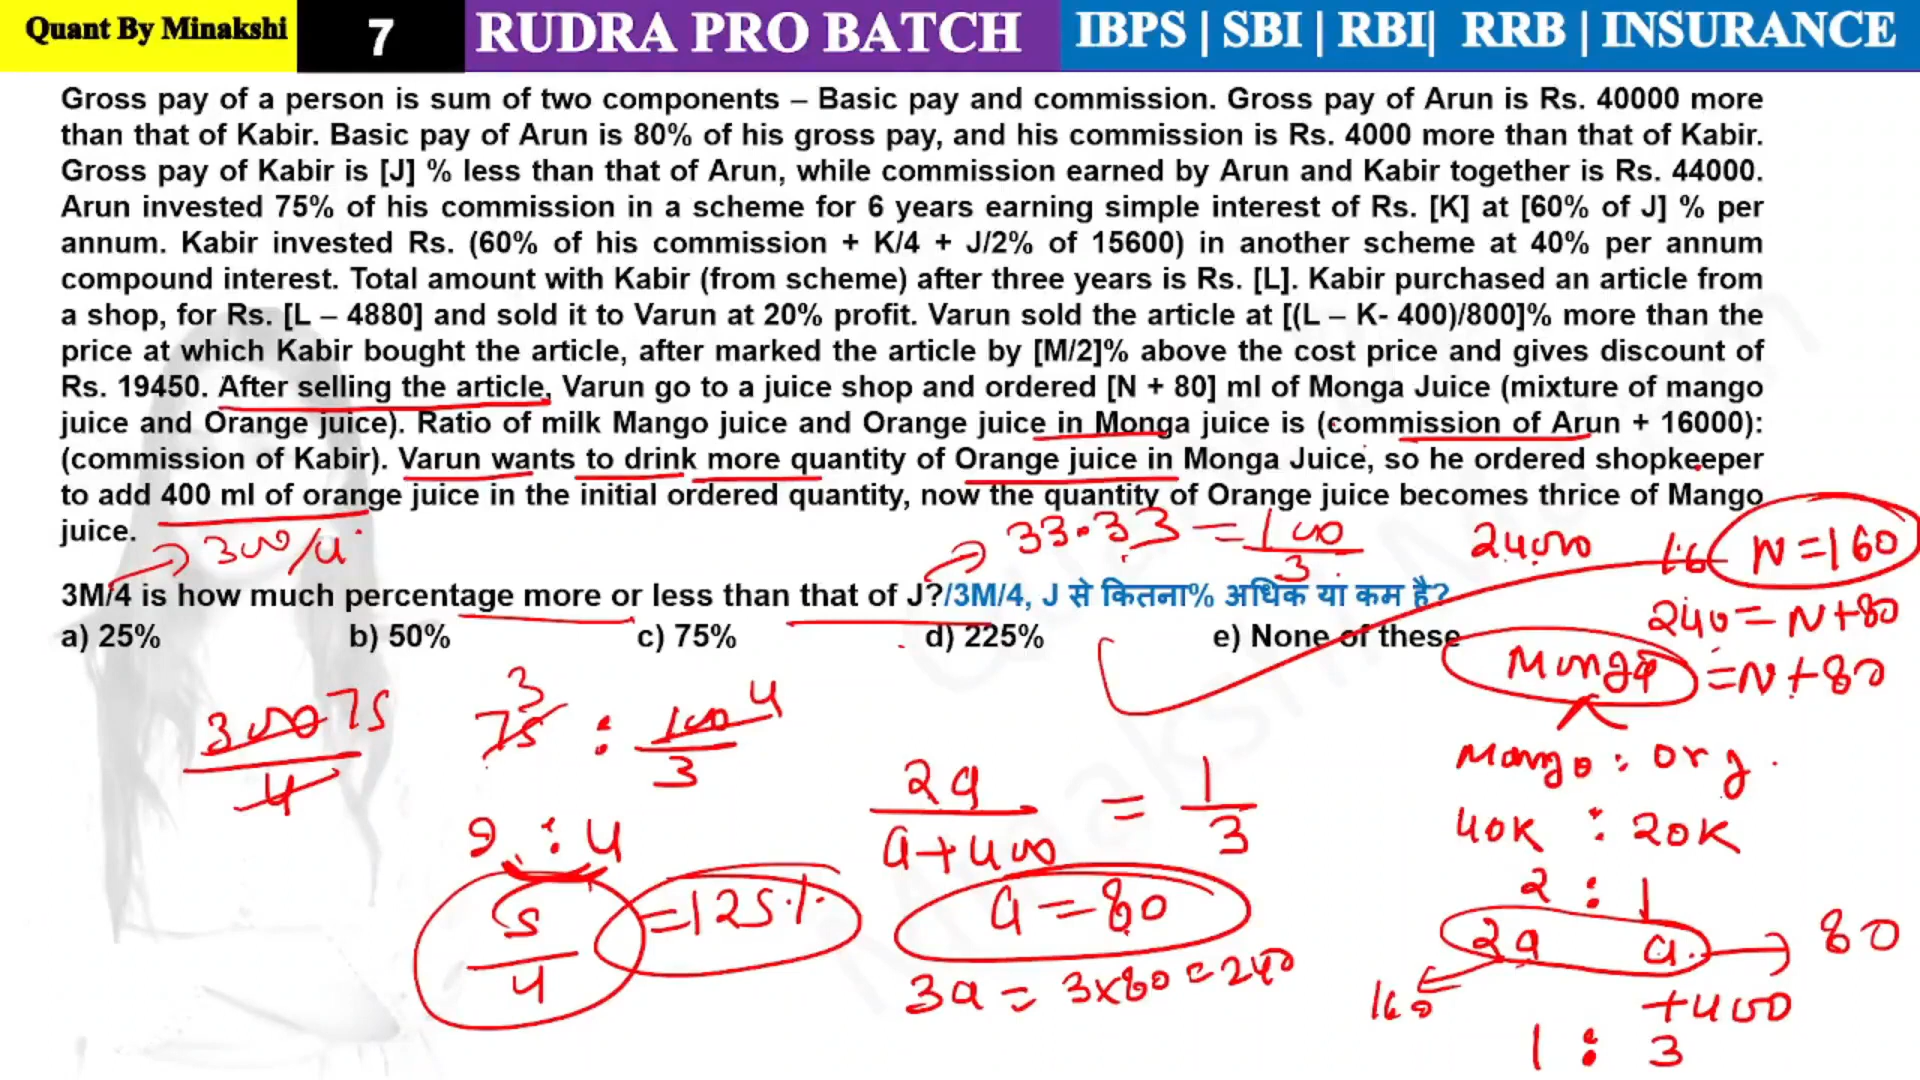 Quant By Minakshi 7 RUDRA PRO BATCH IBPS | SBI | RBI| RRB | INSURANCE
Gross pay of a person is sum of two components – Basic pay and commission. Gross pay of Arun is Rs. 40000 more
than that of Kabir. Basic pay of Arun is 80% of his gross pay, and his commission is Rs. 4000 more than that of Kabir.
Gross pay of Kabir is [J] % less than that of Arun, while commission earned by Arun and Kabir together is Rs. 44000.
Arun invested 75% of his commission in a scheme for 6 years earning simple interest of Rs. [K] at [60% of J] % per
annum. Kabir invested Rs. (60% of his commission + K/4 + J/2% of 15600) in another scheme at 40% per annum
compound interest. Total amount with Kabir (from scheme) after three years is Rs. [L]. Kabir purchased an article from
a shop, for Rs. [L – 4880] and sold it to Varun at 20% profit. Varun sold the article at [(L – K- 400)/800]% more than the
price at which Kabir bought the article, after marked the article by [M/2]% above the cost price and gives discount of
Rs. 19450. After selling the article, Varun go to a juice shop and ordered [N + 80] ml of Monga Juice (mixture of mango
juice and Orange juice). Ratio of milk Mango juice and Orange juice in Monga juice is (commission of Arun + 16000):
(commission of Kabir). Varun wants to drink more quantity of Orange juice in Monga Juice, so he ordered shopkeeper
to add 400 ml of orange juice in the initial ordered quantity, now the quantity of Orange juice becomes thrice of Mango
juice.
300/4
33.33 = 100/3
24000
16
N = 160
3M/4 is how much percentage more or less than that of J?/3M/4, J से कितना% अधिक या कम है?
240 = N+80
a) 25% b) 50% c) 75% d) 225% e) None of these
Monga = N+80
300 75
4
3
75 : 100 4
3
9 : 4
5/4 = 125%
2a/a+400 = 1/3
a = 80
3a = 3x80 = 240
Mango : org.
40K : 20K
2 : 1
2a a 80
160 +400
1 : 3